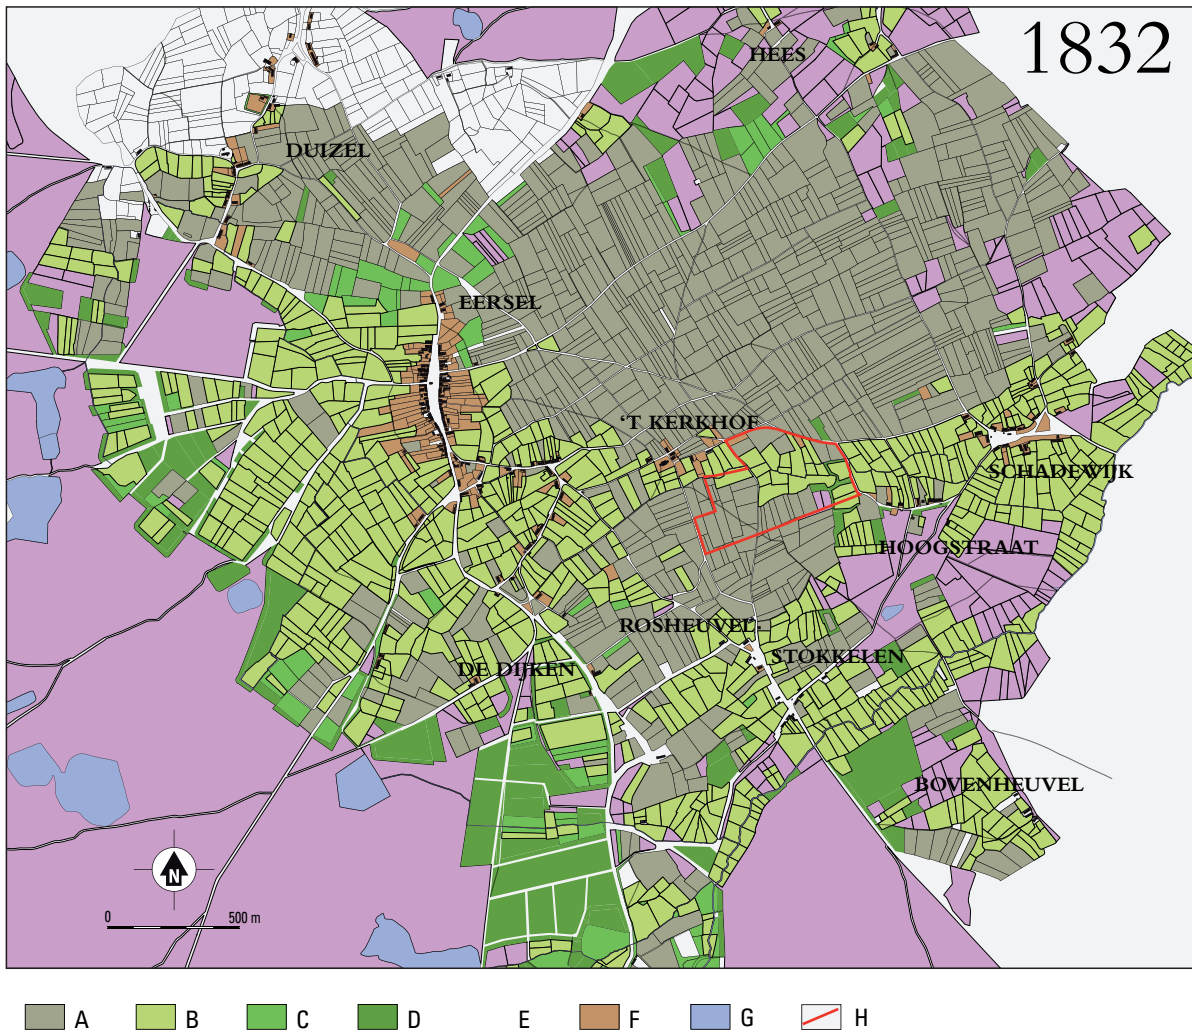 1832
HEES
DUIZEL
EERSEL
‘T KERKHOF
SCHADEWIJK
HOOGSTRAAT
ROSHEUVEL
STOKKELEN
DE DIJKEN
BOVENHEUVEL
N
0 500 m
A B C D E F G H